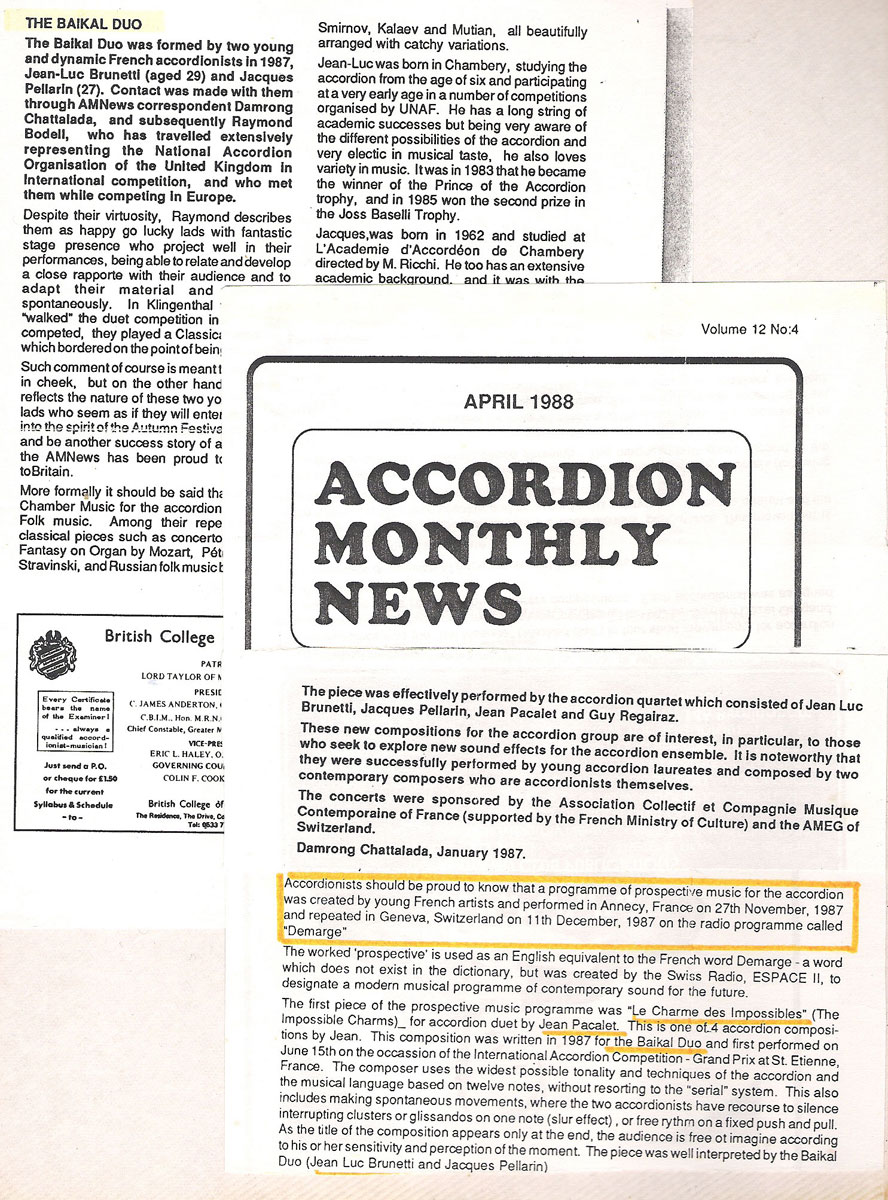 THE BAIKAL DUO
The Baikal Duo was formed by two young
and dynamic French accordionists in 1987,
Jean-Luc Brunetti (aged 29) and Jacques
Pellarin (27). Contact was made with them
through AMNews correspondent Damrong
Chattalada, and subsequently Raymond
Bodell, who has travelled extensively
representing the National Accordion
Organisation of the United Kingdom in
International competition, and who met
them while competing in Europe.
Despite their virtuosity, Raymond describes
them as happy go lucky lads with fantastic
stage presence who project well in their
performances, being able to relate and develop
a close rapporte with their audience and to
adapt their material and
spontaneously. In Klingenthal
"walked" the duet competition in
competed, they played a Classica
which bordered on the point of being
Such comment of course is meant t
in cheek, but on the other hand
reflects the nature of these two yo
lads who seem as if they will enter
into the spirit of the Autumn Festiva
and be another success story of a
the AMNews has been proud to
to Britain.
More formally it should be said tha
Chamber Music for the accordion
Folk music. Among their repe
classical pieces such as concerto
Fantasy on Organ by Mozart, Pét
Stravinski, and Russian folk music b
Smirnov, Kalaev and Mutian, all beautifully
arranged with catchy variations.
Jean-Luc was born in Chambery, studying the
accordion from the age of six and participating
at a very early age in a number of competitions
organised by UNAF. He has a long string of
academic successes but being very aware of
the different possibilities of the accordion and
very electic in musical taste, he also loves
variety in music. It was in 1983 that he became
the winner of the Prince of the Accordion
trophy, and in 1985 won the second prize in
the Joss Baselli Trophy.
Jacques,was born in 1962 and studied at
L'Academie d'Accordéon de Chambery
directed by M. Ricchi. He too has an extensive
academic background, and it was with the
British College
PATR
LORD TAYLOR OF M
PRESID
C. JAMES ANDERTON,
C.B.I.M., Hon. M.R.N.
Chief Constable, Greater M
VICE-PRES
ERIC L. HALEY, O.
GOVERNING COU
COLIN F. COOK
British College of
The Residence, The Drive, Co
Tel: 0533 7
Every Certificate
bears the name
of the Examiner!
... always a
qualified accord-
ionist-musician!
Just send a P.O.
or cheque for £1.50
for the current
Syllabus & Schedule
- to -
Volume 12 No:4
APRIL 1988
ACCORDION
MONTHLY
NEWS
The piece was effectively performed by the accordion quartet which consisted of Jean Luc
Brunetti, Jacques Pellarin, Jean Pacalet and Guy Regairaz.
These new compositions for the accordion group are of interest, in particular, to those
who seek to explore new sound effects for the accordion ensemble. It is noteworthy that
they were successfully performed by young accordion laureates and composed by two
contemporary composers who are accordionists themselves.
The concerts were sponsored by the Association Collectif et Compagnie Musique
Contemporaine of France (supported by the French Ministry of Culture) and the AMEG of
Switzerland.
Damrong Chattalada, January 1987.
Accordionists should be proud to know that a programme of prospective music for the accordion
was created by young French artists and performed in Annecy, France on 27th November, 1987
and repeated in Geneva, Switzerland on 11th December, 1987 on the radio programme called
"Demarge"
The worked 'prospective' is used as an English equivalent to the French word Demarge - a word
which does not exist in the dictionary, but was created by the Swiss Radio, ESPACE II, to
designate a modern musical programme of contemporary sound for the future.
The first piece of the prospective music programme was "Le Charme des Impossibles" (The
Impossible Charms)_ for accordion duet by Jean Pacalet. This is one of 4 accordion composi-
tions by Jean. This composition was written in 1987 for the Baikal Duo and first performed on
June 15th on the occassion of the International Accordion Competition - Grand Prix at St. Etienne,
France. The composer uses the widest possible tonality and techniques of the accordion and
the musical language based on twelve notes, without resorting to the "serial" system. This also
includes making spontaneous movements, where the two accordionists have recourse to silence
interrupting clusters or glissandos on one note (slur effect) , or free rythm on a fixed push and pull.
As the title of the composition appears only at the end, the audience is free ot imagine according
to his or her sensitivity and perception of the moment. The piece was well interpreted by the Baikal
Duo (Jean Luc Brunetti and Jacques Pellarin)